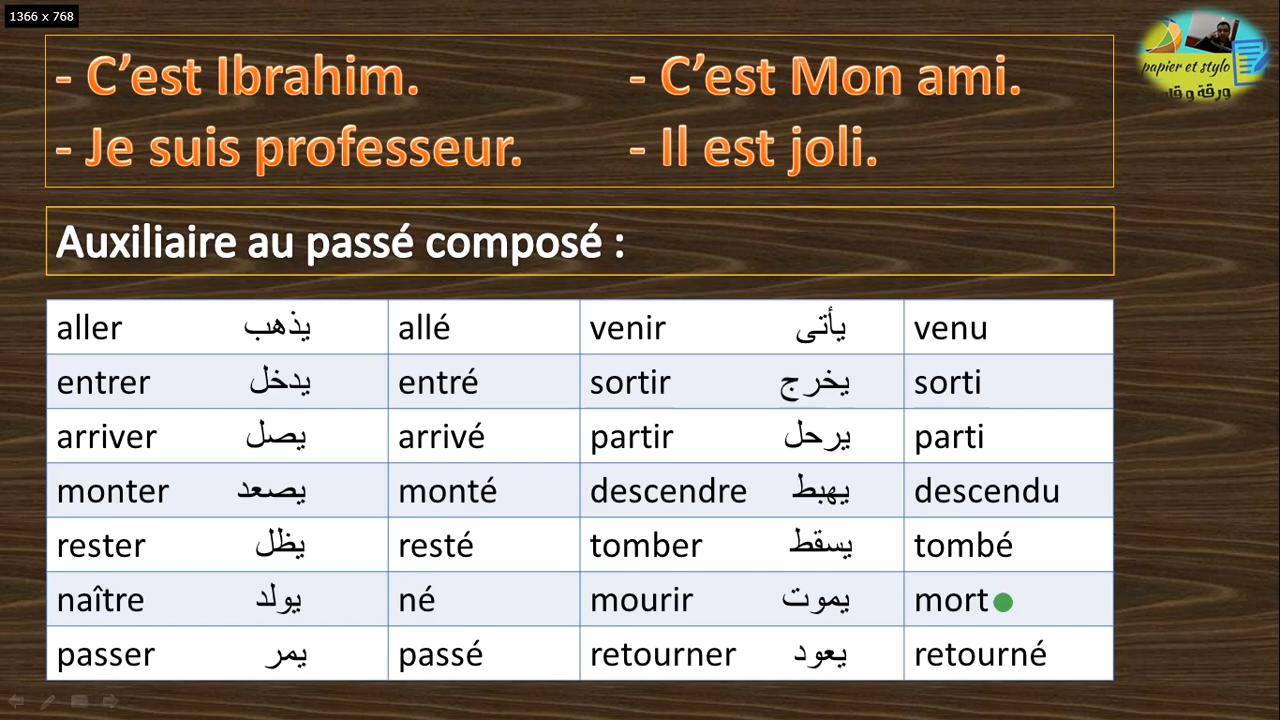 1366 x 768
- C’est Ibrahim. - C’est Mon ami.
- Je suis professeur. - Il est joli.
papier et stylo
ورقة و قلم
Auxiliaire au passé composé :
aller يذهب allé venir يأتى venu
entrer يدخل entré sortir يخرج sorti
arriver يصل arrivé partir يرحل parti
monter يصعد monté descendre يهبط descendu
rester يظل resté tomber يسقط tombé
naître يولد né mourir يموت mort
passer يمر passé retourner يعود retourné